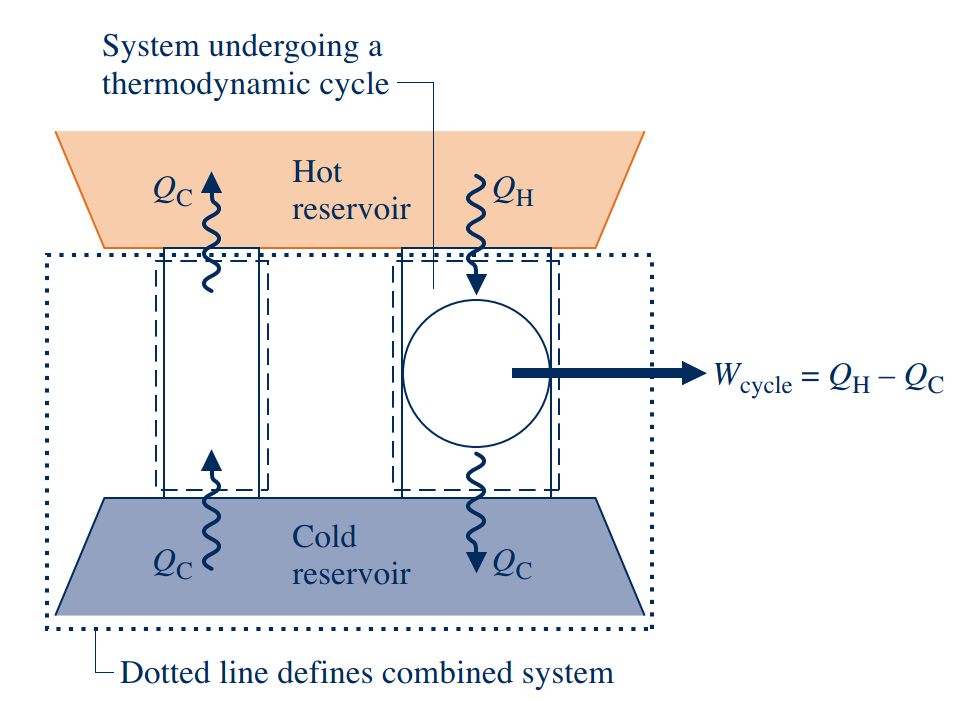 System undergoing a
thermodynamic cycle
Hot
reservoir
Q_C
Q_H
W_cycle = Q_H – Q_C
Cold
reservoir
Q_C
Q_C
Dotted line defines combined system